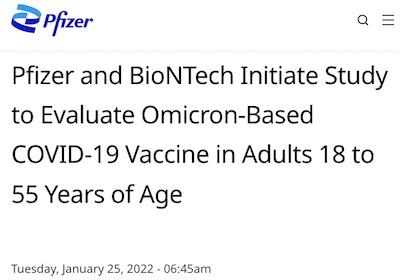 Pfizer
Pfizer and BioNTech Initiate Study
to Evaluate Omicron-Based
COVID-19 Vaccine in Adults 18 to
55 Years of Age
Tuesday, January 25, 2022 - 06:45am